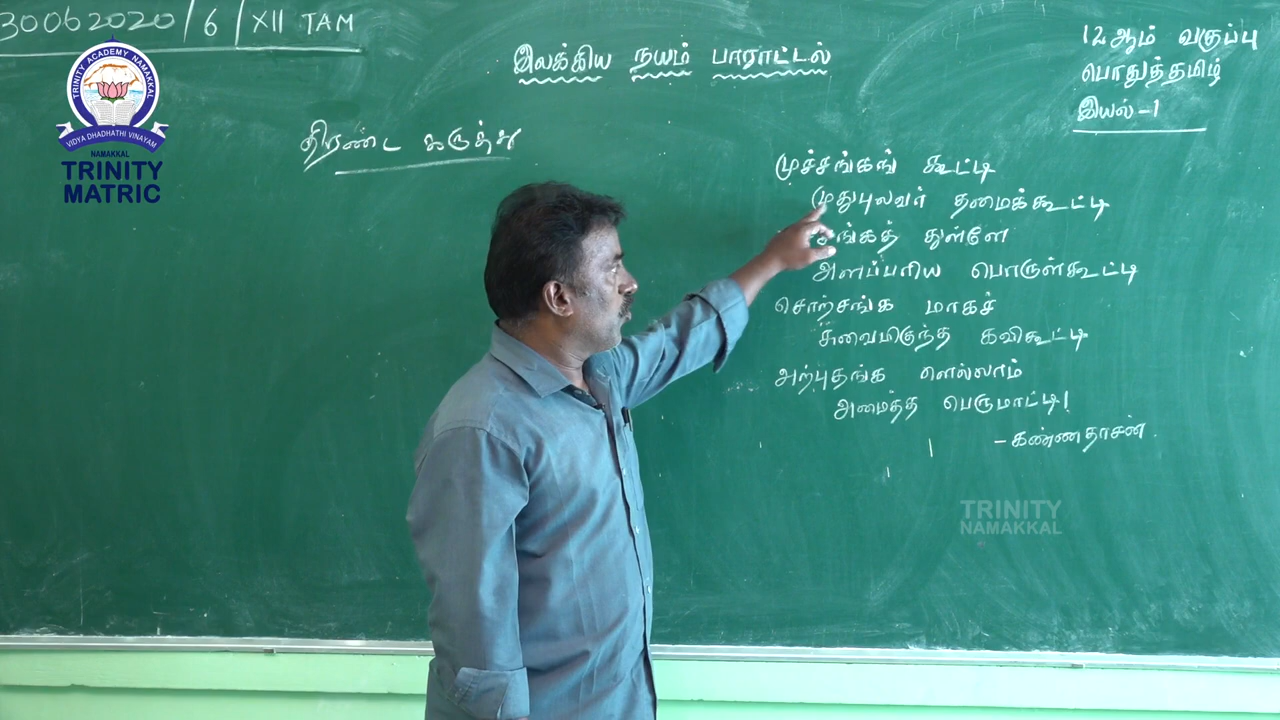 30062020/6/XII TAM
TRINITY ACADEMY NAMAKKAL
VIDYA DHADHATHI VINAYAM
NAMAKKAL
TRINITY
MATRIC
இலக்கிய நயம் பாராட்டல்
12 ஆம் வகுப்பு
பொதுத்தமிழ்
இயல்-1
திரண்ட கருத்து
முச்சங்கங் கூட்டி
முதுபுலவர் தமைக்கூட்டி
துள்ளே
அளப்பரிய பொருள்கூட்டி
சொற்சங்க மாகச்
சுவைமிகுந்த கவிகூட்டி
அற்புதங்க ளெல்லாம்
அமைத்த பெருமாட்டி!
-கண்ணதாசன்.
TRINITY
NAMAKKAL